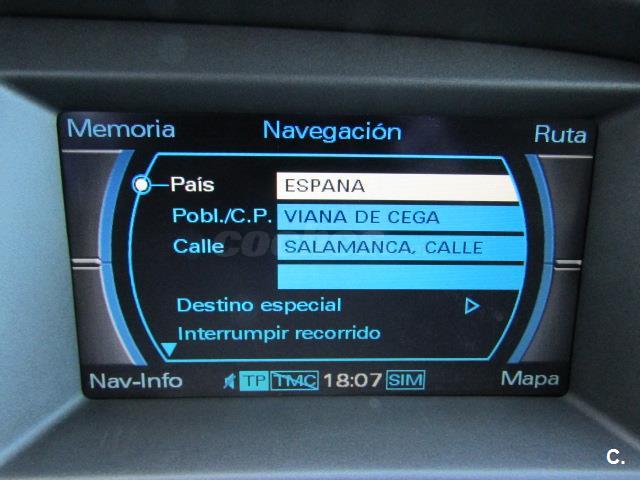 Memoria Navegación Ruta
País ESPANA
Pobl./C.P. VIANA DE CEGA
Calle SALAMANCA, CALLE
Destino especial
Interrumpir recorrido
Nav-Info TP TMC 18:07 SIM Mapa
C.